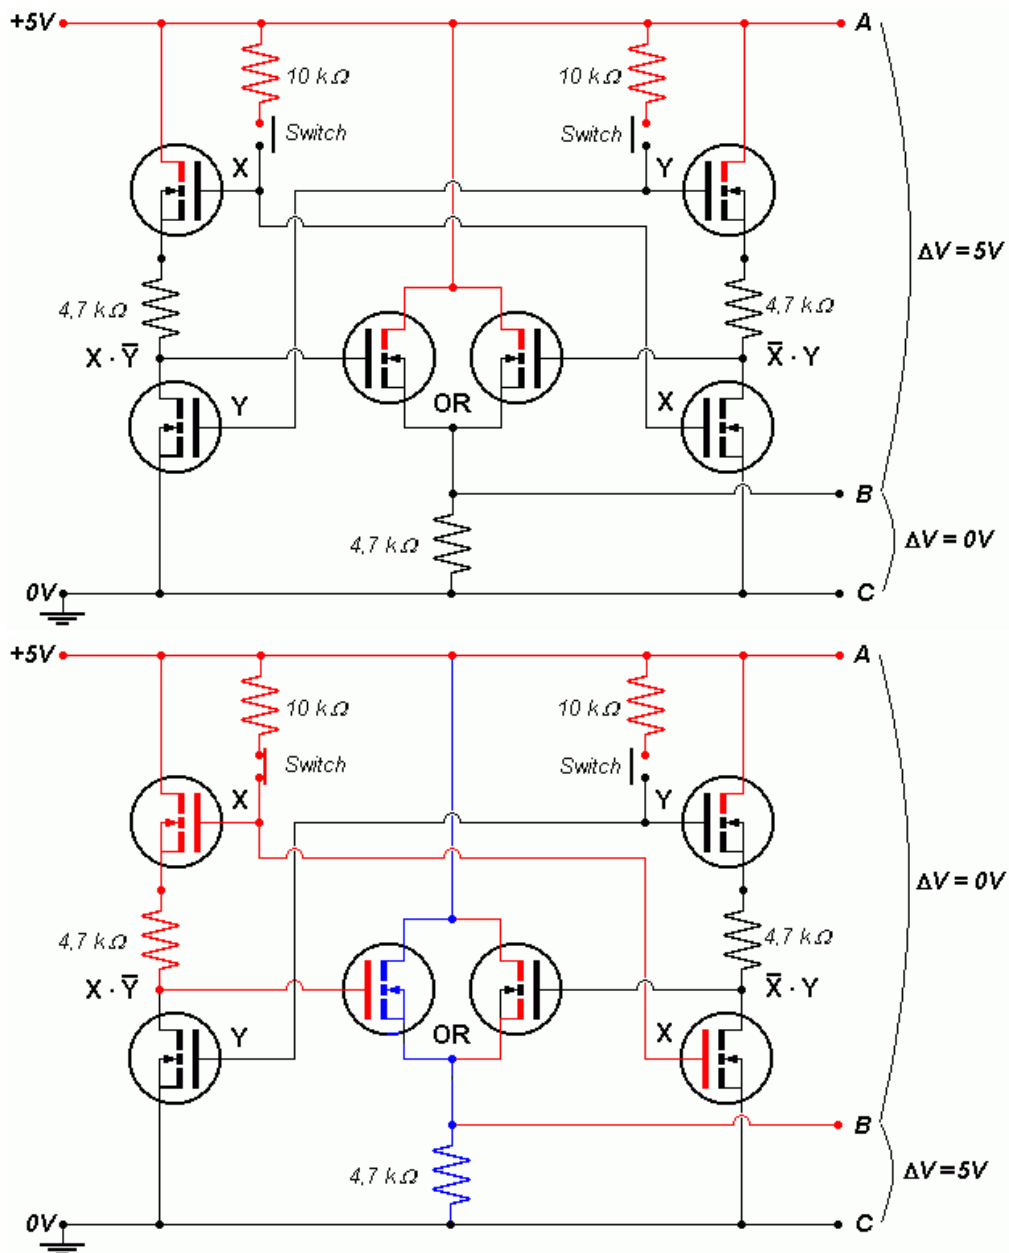 +5V
A
10 kΩ
10 kΩ
Switch
Switch
X
Y
ΔV = 5V
4,7 kΩ
4,7 kΩ
X · Y̅
X̅ · Y
Y
OR
X
B
4,7 kΩ
ΔV = 0V
0V
C
+5V
A
10 kΩ
10 kΩ
Switch
Switch
X
Y
ΔV = 0V
4,7 kΩ
4,7 kΩ
X · Y̅
X̅ · Y
Y
OR
X
B
4,7 kΩ
ΔV = 5V
0V
C